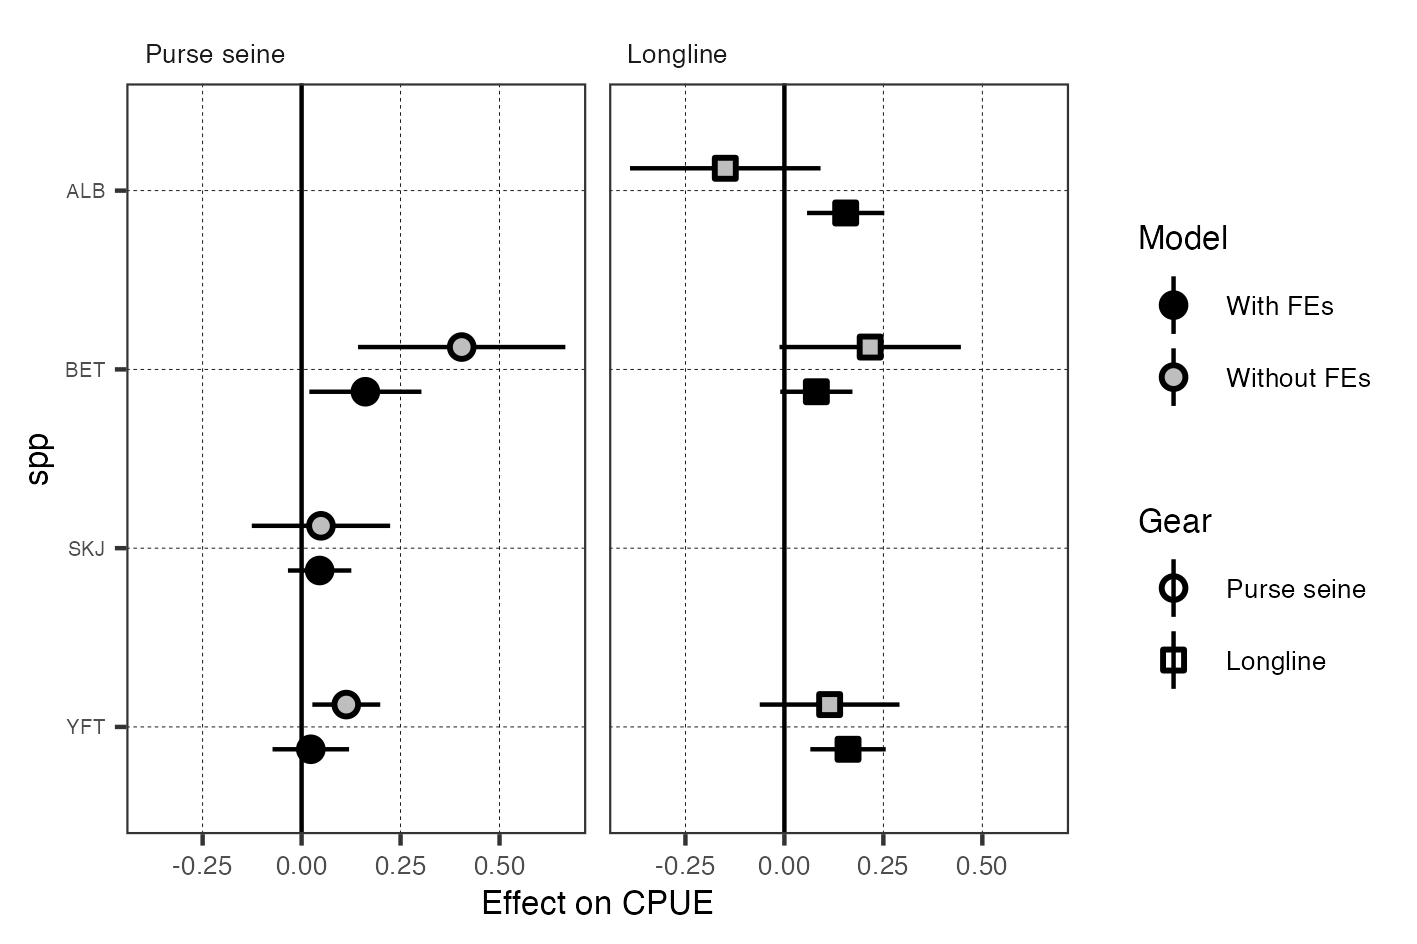 Purse seine
Longline
ALB
BET
SKJ
YFT
spp
-0.25 0.00 0.25 0.50
-0.25 0.00 0.25 0.50
Effect on CPUE
Model
With FEs
Without FEs
Gear
Purse seine
Longline